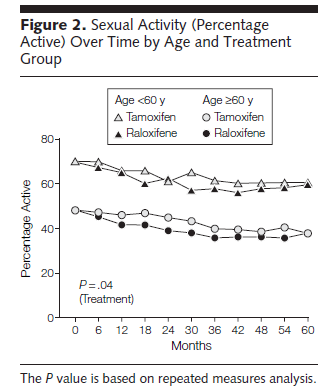 Figure 2. Sexual Activity (Percentage
Active) Over Time by Age and Treatment
Group
Age <60 y Age ≥60 y
Tamoxifen Tamoxifen
Raloxifene Raloxifene
80
60
40
20
0
Percentage Active
P=.04
(Treatment)
0 6 12 18 24 30 36 42 48 54 60
Months
The P value is based on repeated measures analysis.